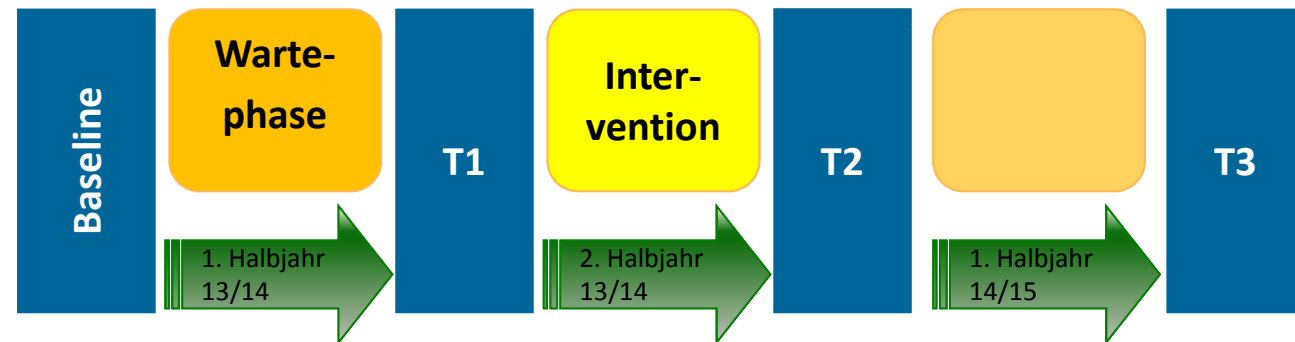 Baseline
Warte-
phase
1. Halbjahr
13/14
T1
Inter-
vention
2. Halbjahr
13/14
T2
1. Halbjahr
14/15
T3